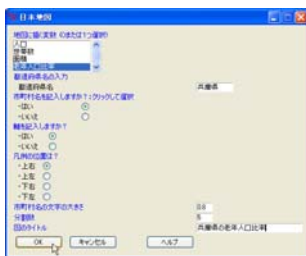 日本地図
地図に描く変数（0または1つ選択）
人口
世帯数
面積
老年人口比率
都道府県名の入力
都道府県名 兵庫県
市町村名を記入しますか？：クリックして選択
・はい
・いいえ
軸を記入しますか？
・はい
・いいえ
凡例の位置は？
・上右
・上左
・下右
・下左
市町村名の文字の大きさ 0.6
分割数 5
図のタイトル 兵庫県の老年人口比率
OK キャンセル ヘルプ